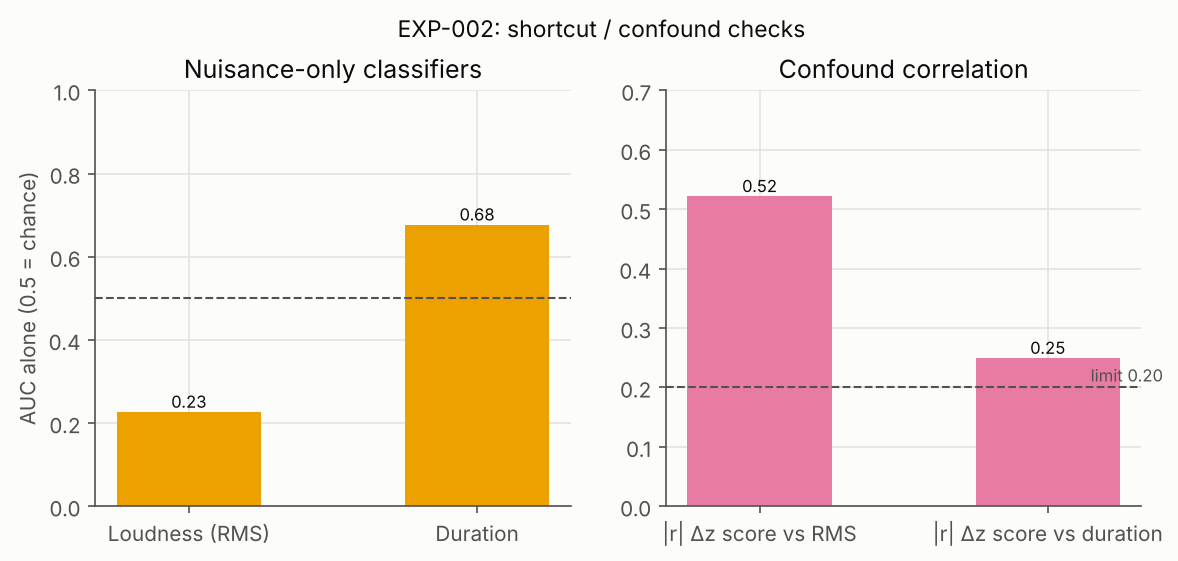 EXP-002: shortcut / confound checks
Nuisance-only classifiers
AUC alone (0.5 = chance)
1.0
0.8
0.6
0.4
0.2
0.0
0.23
0.68
Loudness (RMS)
Duration
Confound correlation
0.7
0.6
0.5
0.4
0.3
0.2
0.1
0.0
0.52
0.25
limit 0.20
|r| Δz score vs RMS
|r| Δz score vs duration